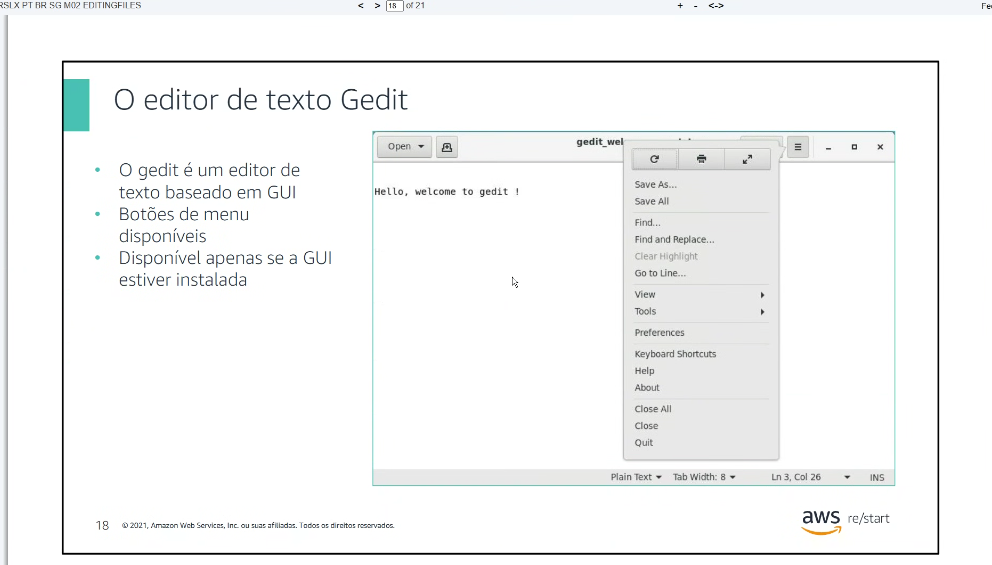 RSLX PT BR SG M02 EDITINGFILES
< > 18 of 21
+ - <->
O editor de texto Gedit
• O gedit é um editor de
texto baseado em GUI
• Botões de menu
disponíveis
• Disponível apenas se a GUI
estiver instalada
Open
Hello, welcome to gedit !
Save As...
Save All
Find...
Find and Replace...
Clear Highlight
Go to Line...
View
Tools
Preferences
Keyboard Shortcuts
Help
About
Close All
Close
Quit
Plain Text Tab Width: 8 Ln 3, Col 26 INS
18 © 2021, Amazon Web Services, Inc. ou suas afiliadas. Todos os direitos reservados.
aws re/start